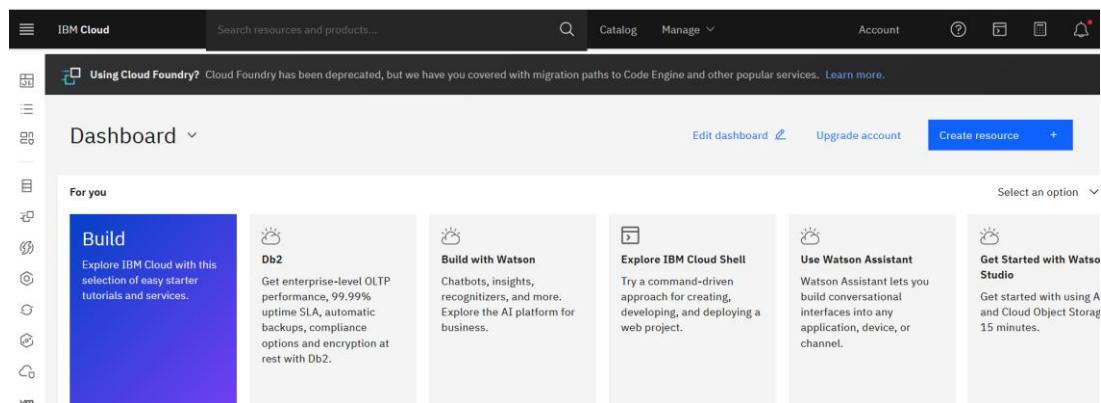 IBM Cloud
Search resources and products...
Catalog
Manage
Account
Using Cloud Foundry? Cloud Foundry has been deprecated, but we have you covered with migration paths to Code Engine and other popular services. Learn more.
Dashboard
Edit dashboard
Upgrade account
Create resource +
For you
Select an option
Build
Explore IBM Cloud with this
selection of easy starter
tutorials and services.
Db2
Get enterprise-level OLTP
performance, 99.99%
uptime SLA, automatic
backups, compliance
options and encryption at
rest with Db2.
Build with Watson
Chatbots, insights,
recognitizers, and more.
Explore the AI platform for
business.
Explore IBM Cloud Shell
Try a command-driven
approach for creating,
developing, and deploying a
web project.
Use Watson Assistant
Watson Assistant lets you
build conversational
interfaces into any
application, device, or
channel.
Get Started with Watso
Studio
Get started with using A
and Cloud Object Storag
15 minutes.